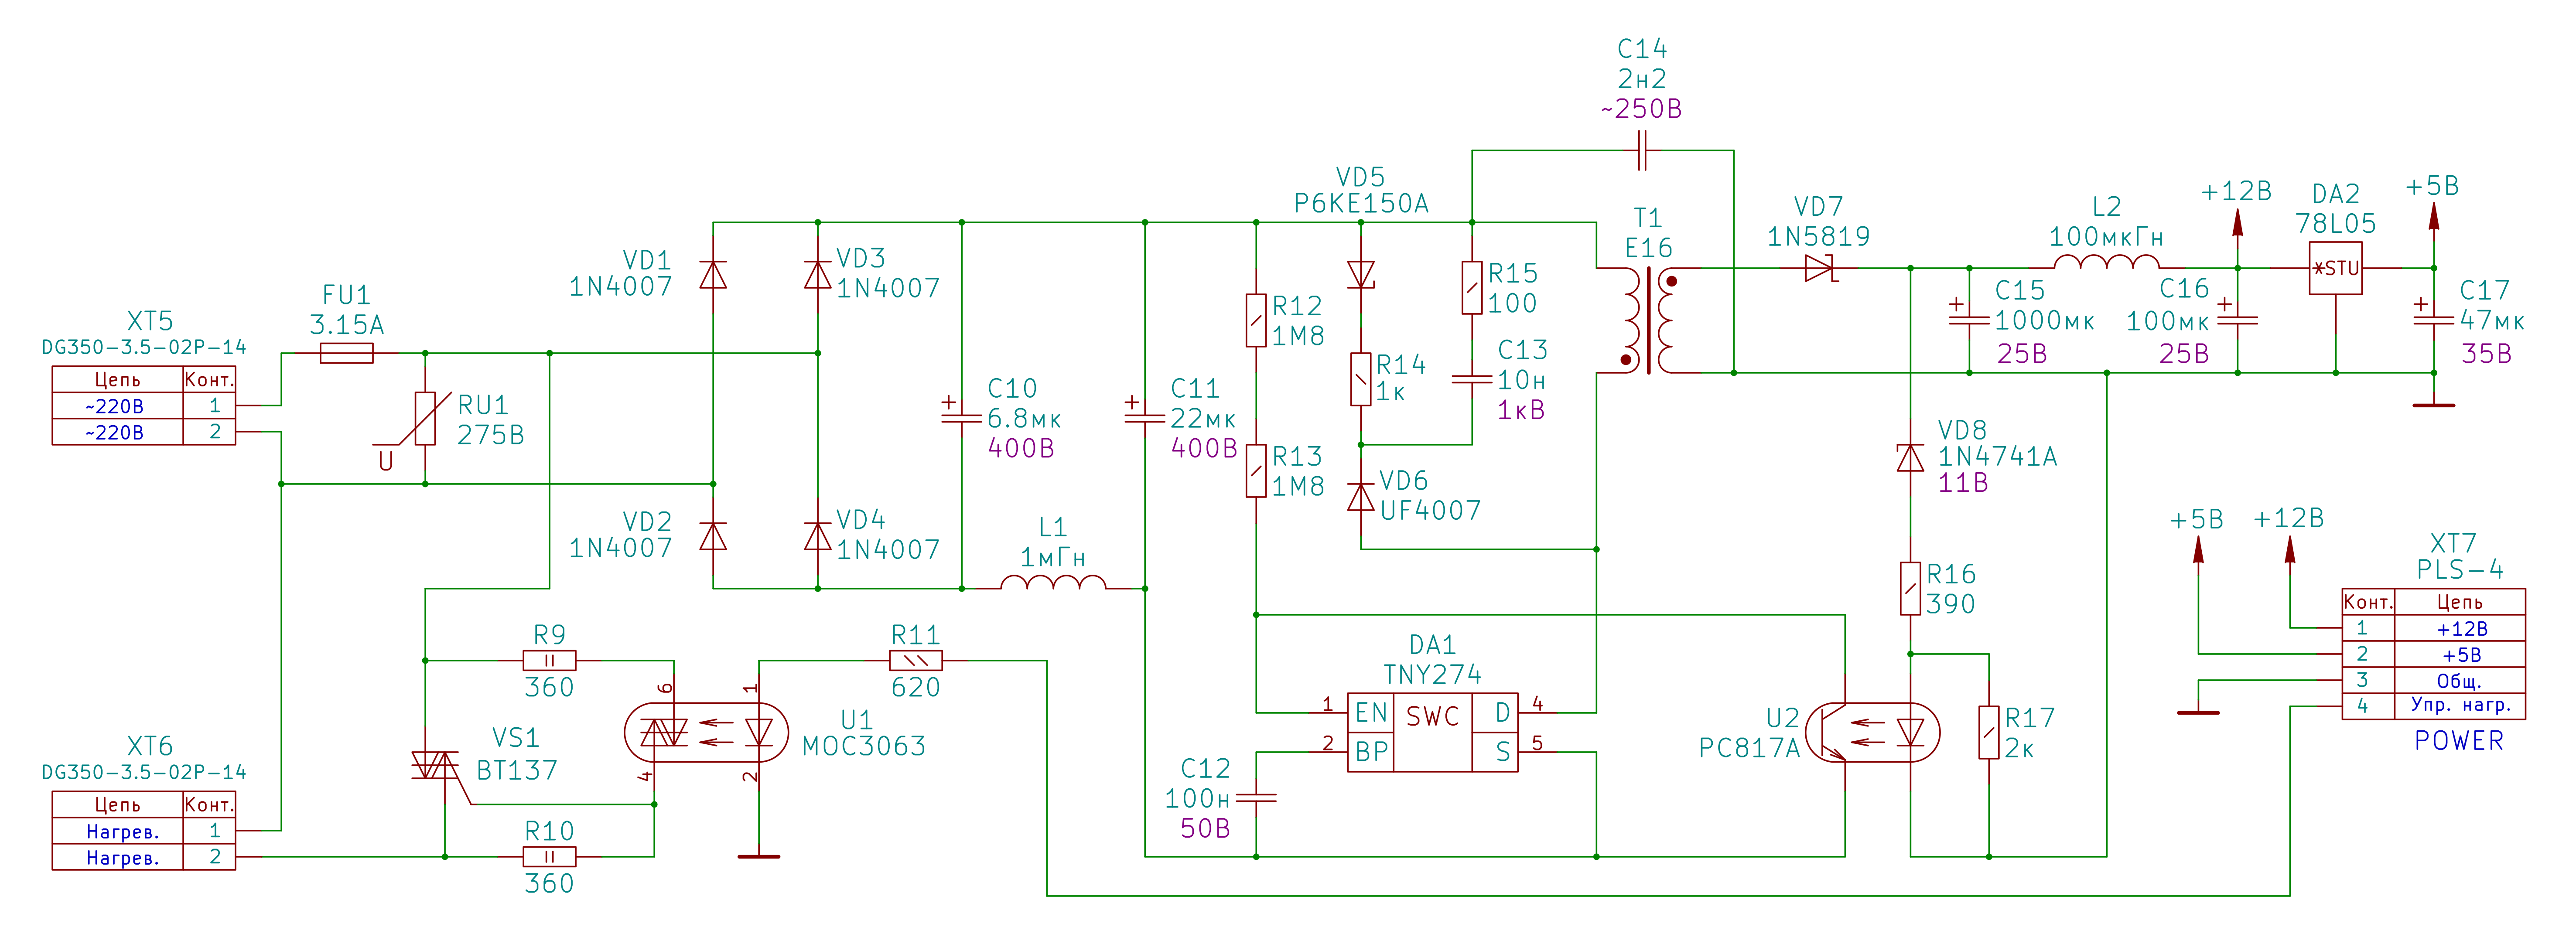 C14
2н2
~250В
VD5
P6KE150A
T1
E16
VD7
1N5819
L2
100мкГн
+12В
DA2
78L05
+5В
*STU
VD1
1N4007
VD3
1N4007
R12
1М8
R15
100
C15
1000мк
25В
C16
100мк
25В
C17
47мк
35В
FU1
3.15А
XT5
DG350-3.5-02P-14
Цепь Конт.
~220В 1
~220В 2
RU1
275В
U
C10
6.8мк
400В
C11
22мк
400В
R14
1к
C13
10н
1кВ
R13
1М8
VD6
UF4007
VD8
1N4741A
11В
VD2
1N4007
VD4
1N4007
L1
1мГн
R16
390
+5В
+12В
XT7
PLS-4
Конт. Цепь
1 +12В
2 +5В
3 Общ.
4 Упр. нагр.
POWER
R9
360
R11
620
6
1
4
2
U1
MOC3063
VS1
BT137
DA1
TNY274
1 EN SWC D 4
2 BP S 5
U2
PC817A
R17
2к
XT6
DG350-3.5-02P-14
Цепь Конт.
Нагрев. 1
Нагрев. 2
R10
360
C12
100н
50В